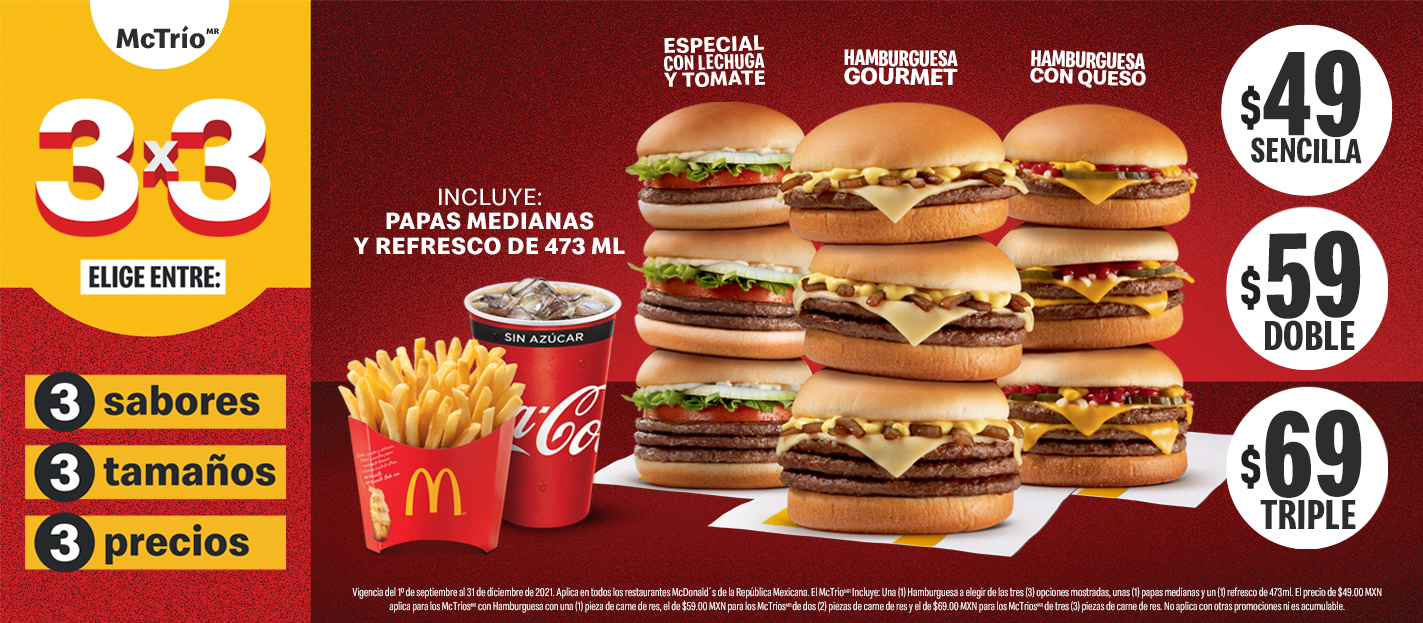 McTrío MR
3x3
ELIGE ENTRE:
3 sabores
3 tamaños
3 precios
INCLUYE:
PAPAS MEDIANAS
Y REFRESCO DE 473 ML
SIN AZÚCAR
ESPECIAL
CON LECHUGA
Y TOMATE
HAMBURGUESA
GOURMET
HAMBURGUESA
CON QUESO
$49
SENCILLA
$59
DOBLE
$69
TRIPLE
Vigencia del 1º de septiembre al 31 de diciembre de 2021. Aplica en todos los restaurantes McDonald´s de la República Mexicana. El McTrío MR Incluye: Una (1) Hamburguesa a elegir de las tres (3) opciones mostradas, unas (1) papas medianas y un (1) refresco de 473ml. El precio de $49.00 MXN
aplica para los McTríos MR con Hamburguesa con una (1) pieza de carne de res, el de $59.00 MXN para los McTríos MR de dos (2) piezas de carne de res y el de $69.00 MXN para los McTríos MR de tres (3) piezas de carne de res. No aplica con otras promociones ni es acumulable.